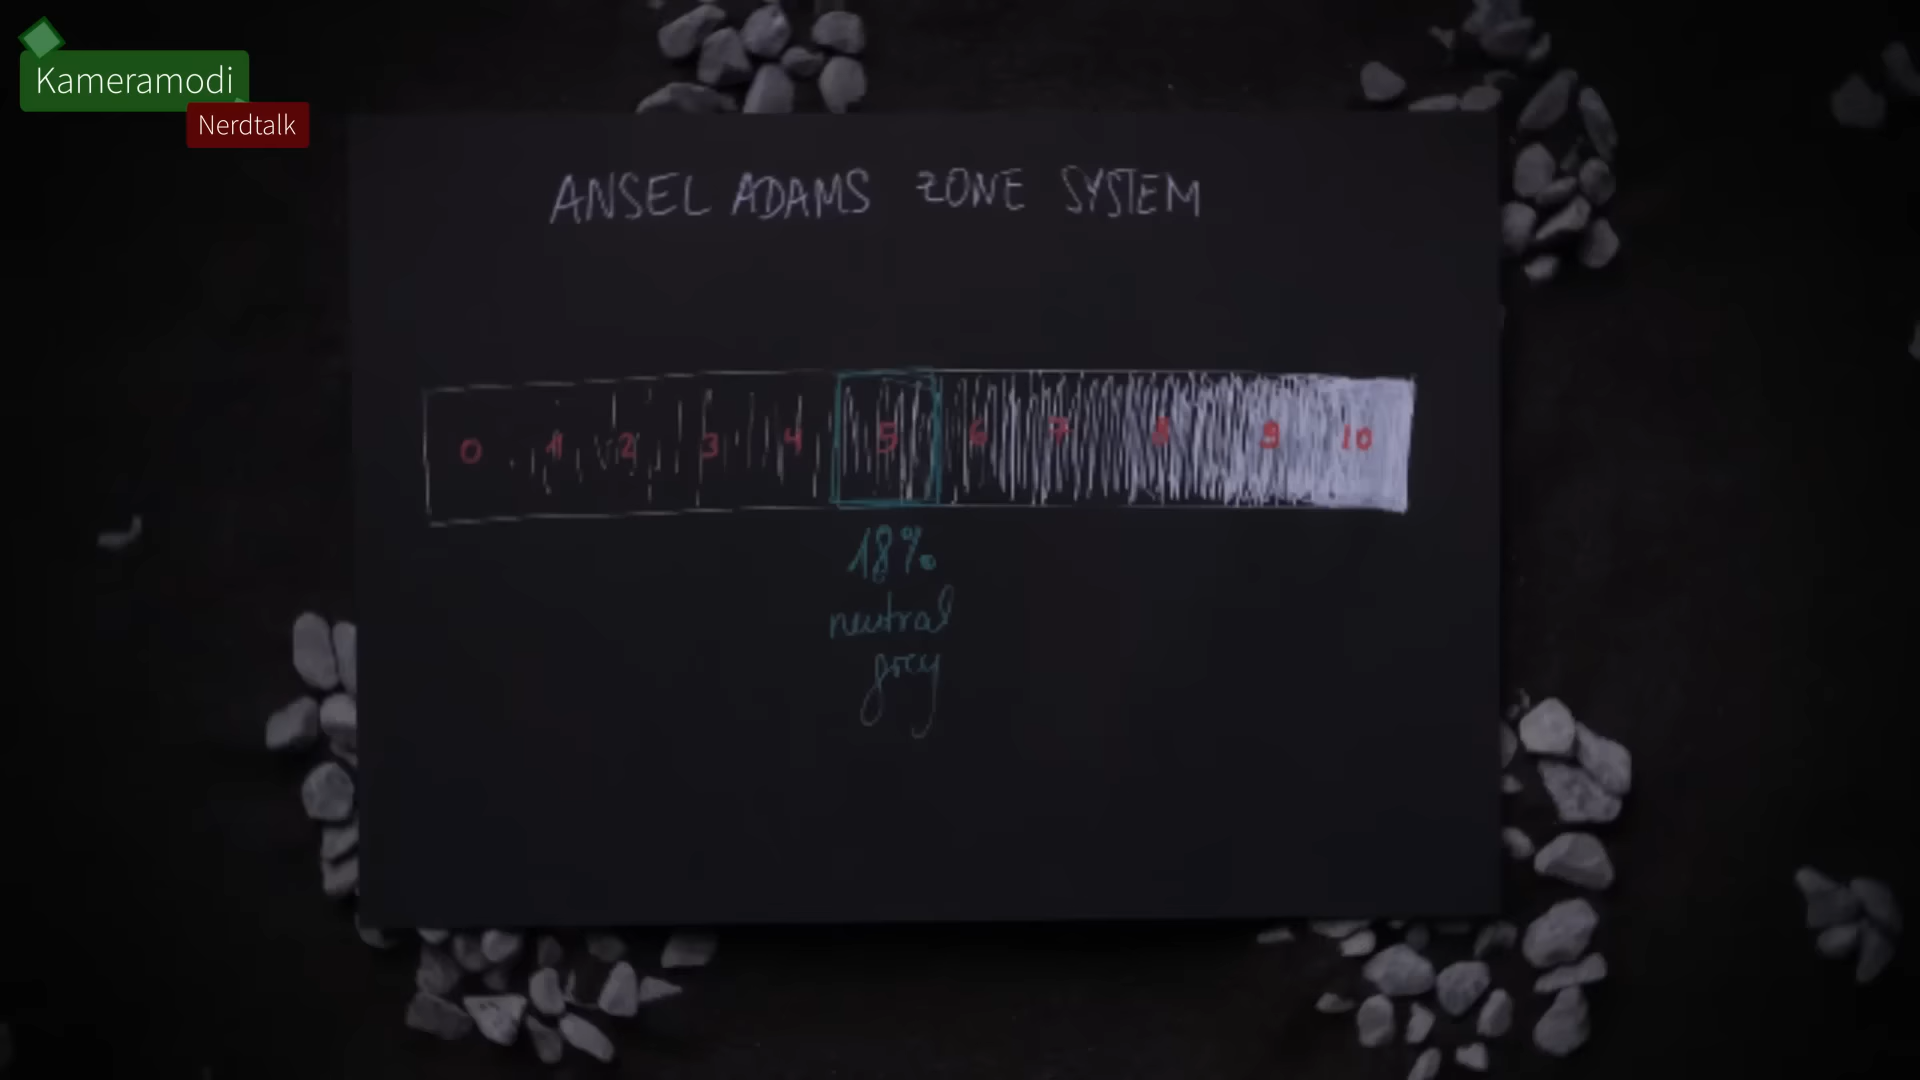 Kameramodi
Nerdtalk
ANSEL ADAMS ZONE SYSTEM
0 1 2 3 4 5 6 7 8 9 10
18%
neutral
grey